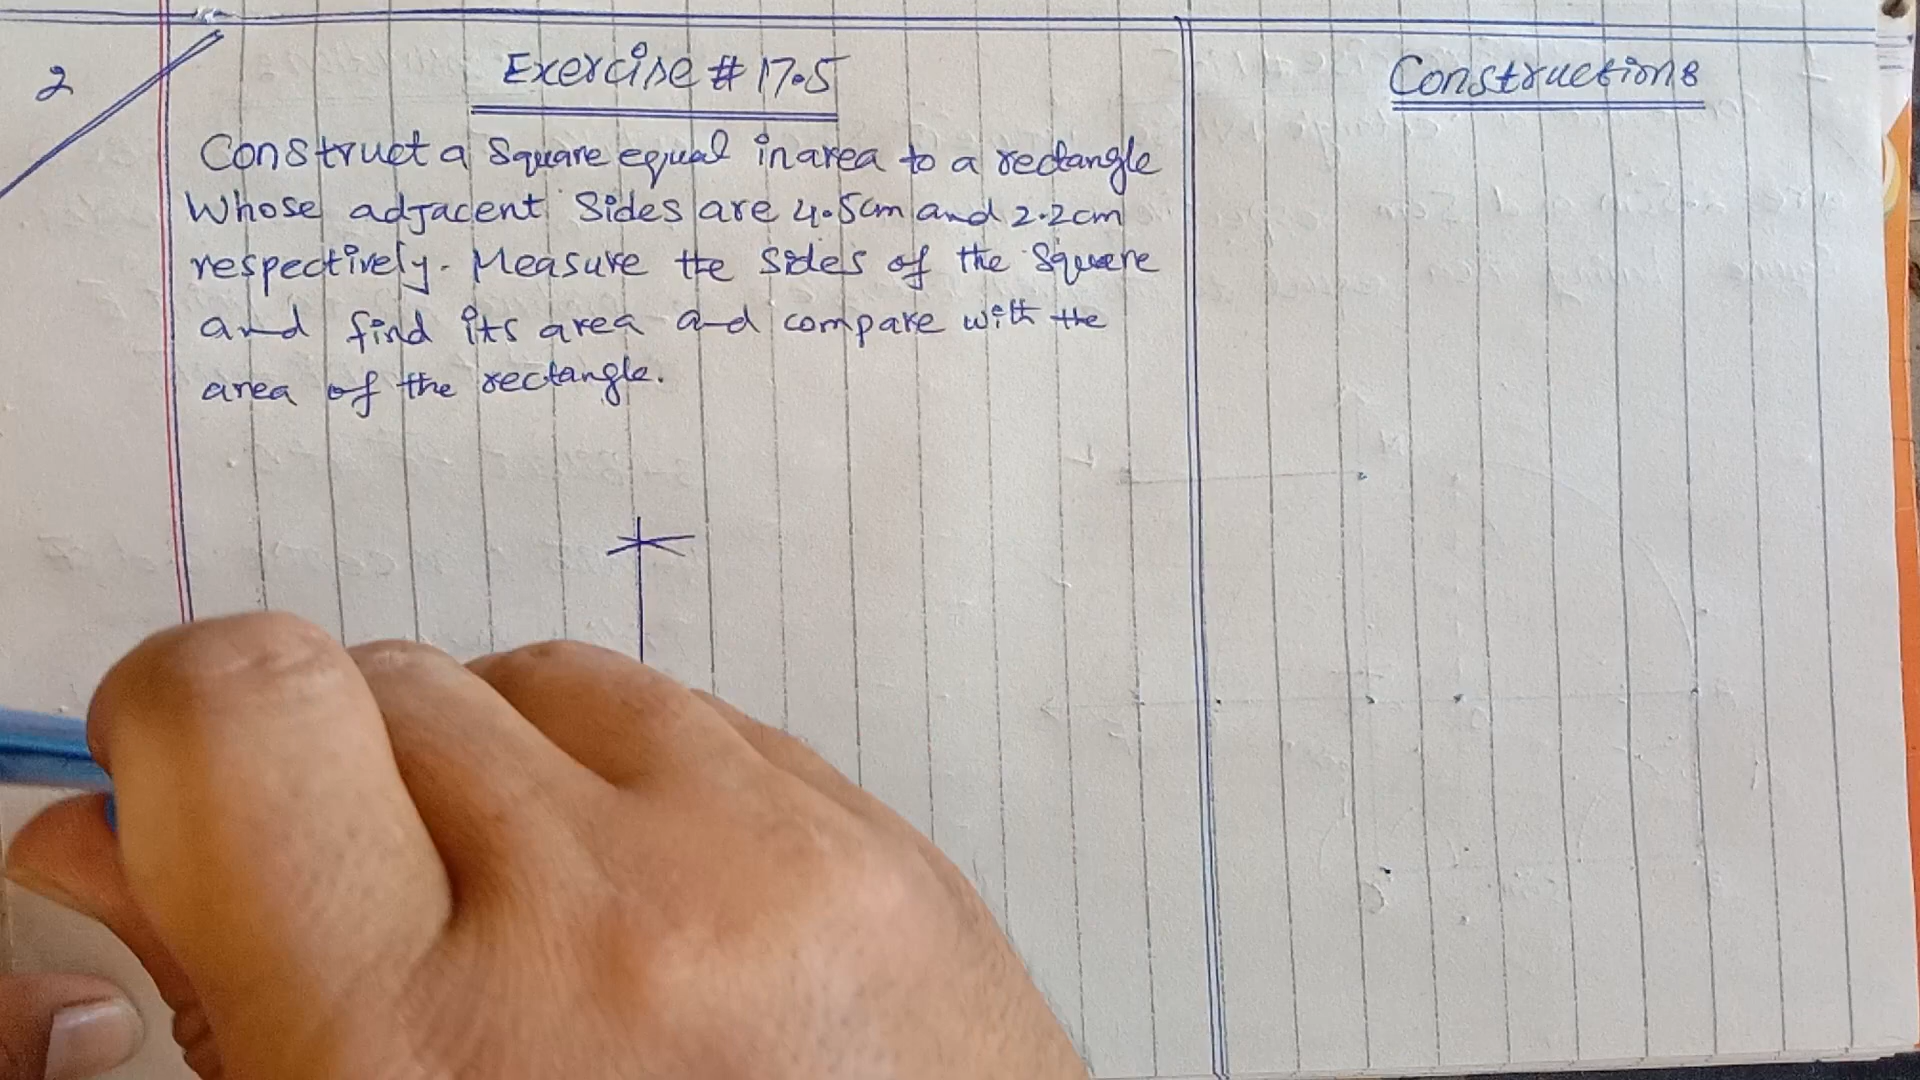 2
Exercise # 17.5
Construct a Square equal in area to a rectangle
Whose adjacent Sides are 4.5cm and 2.2cm
respectively. Measure the sides of the Square
and find its area and compare with the
area of the rectangle.
Constructions